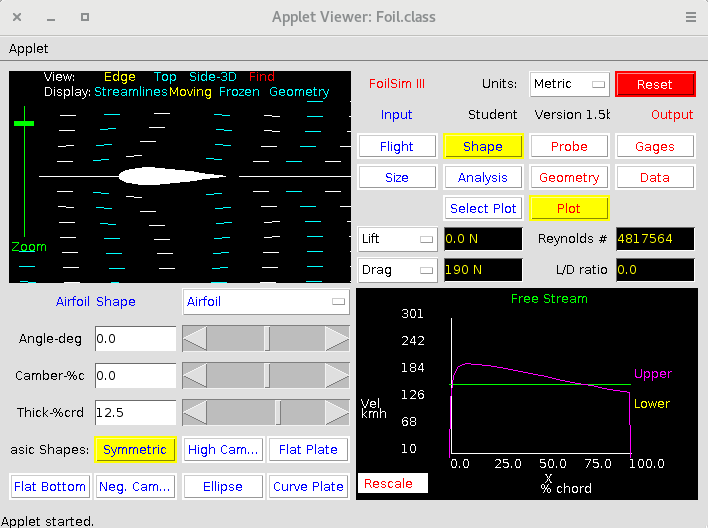 Applet Viewer: Foil.class
Applet
View: Edge Top Side-3D Find
Display: Streamlines Moving Frozen Geometry
Zoom
FoilSim III Units: Metric Reset
Input Student Version 1.5b Output
Flight Shape Probe Gages
Size Analysis Geometry Data
Select Plot Plot
Lift 0.0 N Reynolds # 4817564
Drag 190 N L/D ratio 0.0
Airfoil Shape Airfoil
Angle-deg 0.0
Camber-%c 0.0
Thick-%crd 12.5
asic Shapes: Symmetric High Cam... Flat Plate
Flat Bottom Neg. Cam... Ellipse Curve Plate
Free Stream
301
242
184
126
68
10
Vel
kmh
Upper
Lower
0.0 25.0 50.0 75.0 100.0
X
% chord
Rescale
Applet started.